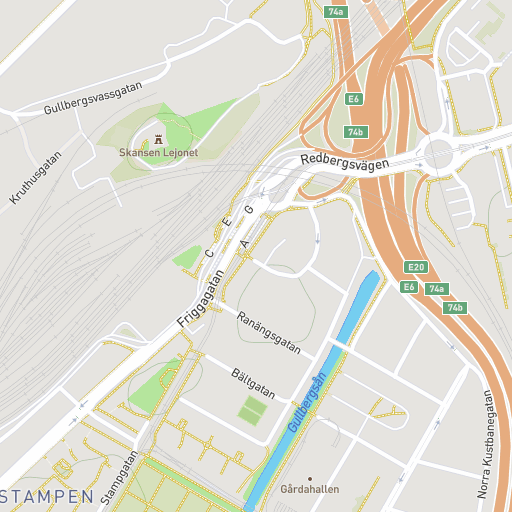 74a
E6
74b
Gullbergsvassgatan
Skansen Lejonet
Redbergsvägen
Kruthusgatan
C E G A
E20
E6
74a
74b
Friggagatan
Ranängsgatan
Bältgatan
Gullbergsån
Norra Kustbanegatan
Stampgatan
Gårdahallen
STAMPEN